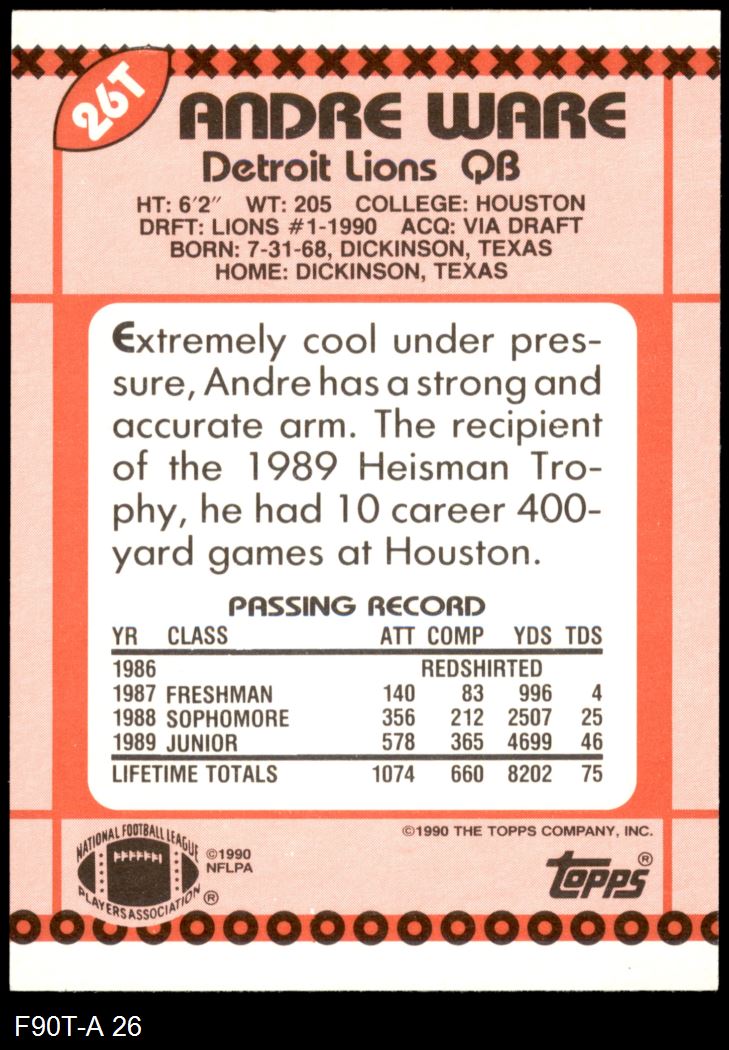 26T
ANDRE WARE
Detroit Lions QB
HT: 6'2" WT: 205 COLLEGE: HOUSTON
DRFT: LIONS #1-1990 ACQ: VIA DRAFT
BORN: 7-31-68, DICKINSON, TEXAS
HOME: DICKINSON, TEXAS
Extremely cool under pres-
sure, Andre has a strong and
accurate arm. The recipient
of the 1989 Heisman Tro-
phy, he had 10 career 400-
yard games at Houston.
PASSING RECORD
YR CLASS ATT COMP YDS TDS
1986 REDSHIRTED
1987 FRESHMAN 140 83 996 4
1988 SOPHOMORE 356 212 2507 25
1989 JUNIOR 578 365 4699 46
LIFETIME TOTALS 1074 660 8202 75
NATIONAL FOOTBALL LEAGUE
PLAYERS ASSOCIATION ®
©1990
NFLPA
©1990 THE TOPPS COMPANY, INC.
topps®
F90T-A 26